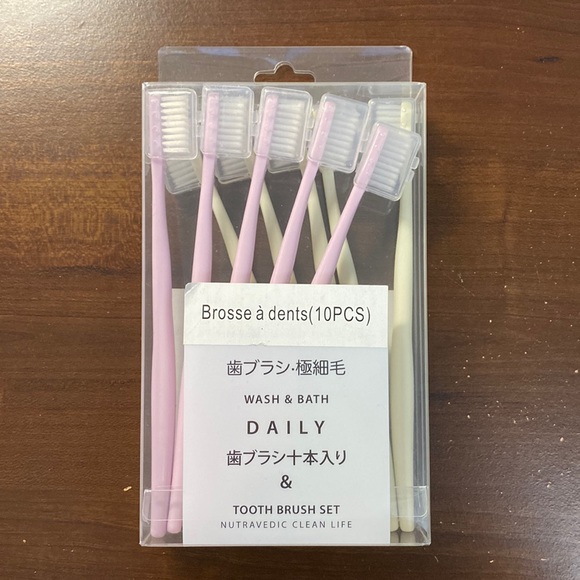 Brosse à dents(10PCS)
歯ブラシ·極細毛
WASH & BATH
DAILY
歯ブラシ十本入り
&
TOOTH BRUSH SET
NUTRAVEDIC CLEAN LIFE